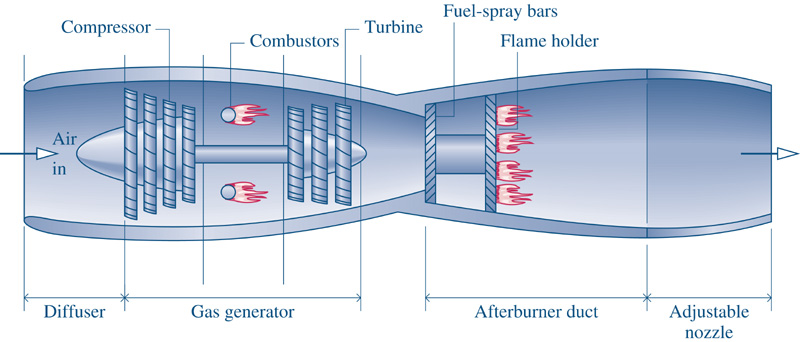 Fuel-spray bars
Compressor
Combustors
Turbine
Flame holder
Air
in
Diffuser
Gas generator
Afterburner duct
Adjustable
nozzle